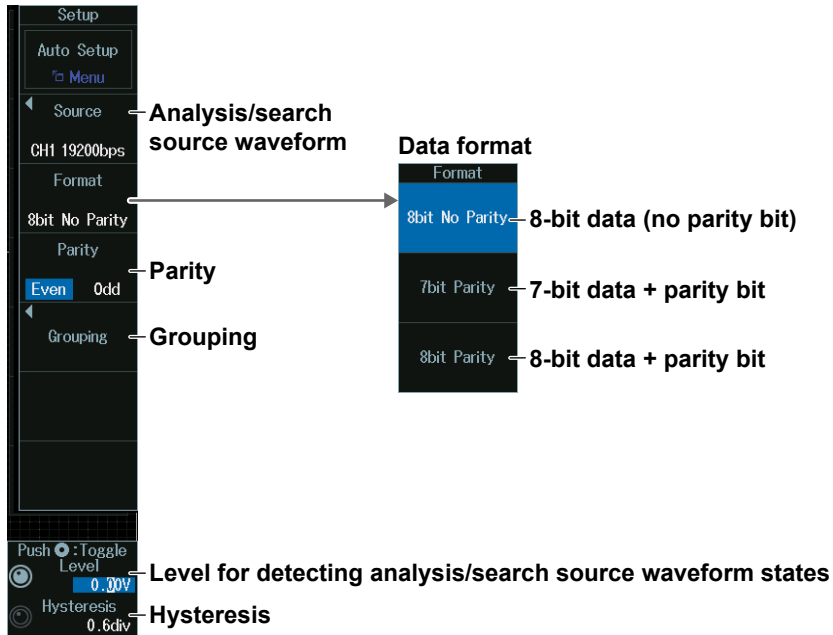 Setup
Auto Setup
Menu
Source
CH1 19200bps
Analysis/search
source waveform
Format
8bit No Parity
Data format
Format
8bit No Parity
8-bit data (no parity bit)
7bit Parity
7-bit data + parity bit
8bit Parity
8-bit data + parity bit
Parity
Even Odd
Parity
Grouping
Grouping
Push :Toggle
Level
0.00V
Level for detecting analysis/search source waveform states
Hysteresis
0.6div
Hysteresis